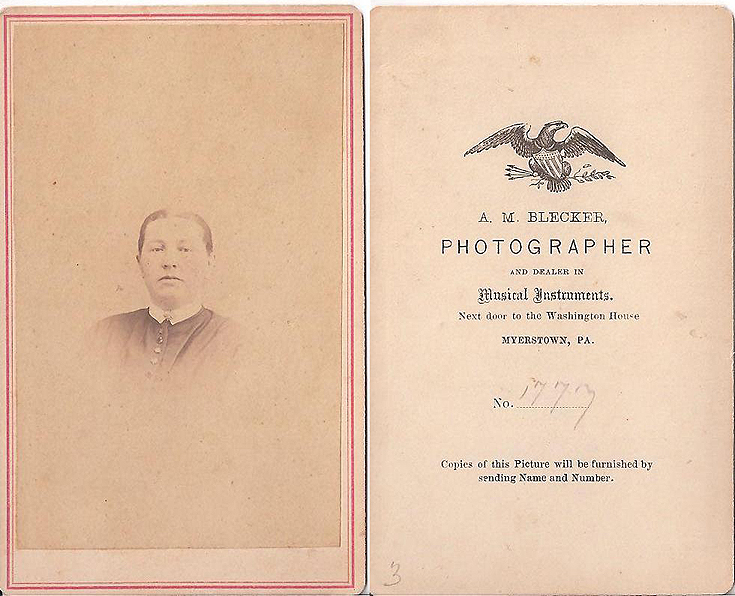 A. M. BLECKER,
PHOTOGRAPHER
AND DEALER IN
Musical Instruments.
Next door to the Washington House
MYERSTOWN, PA.
No. 1777
Copies of this Picture will be furnished by
sending Name and Number.
3